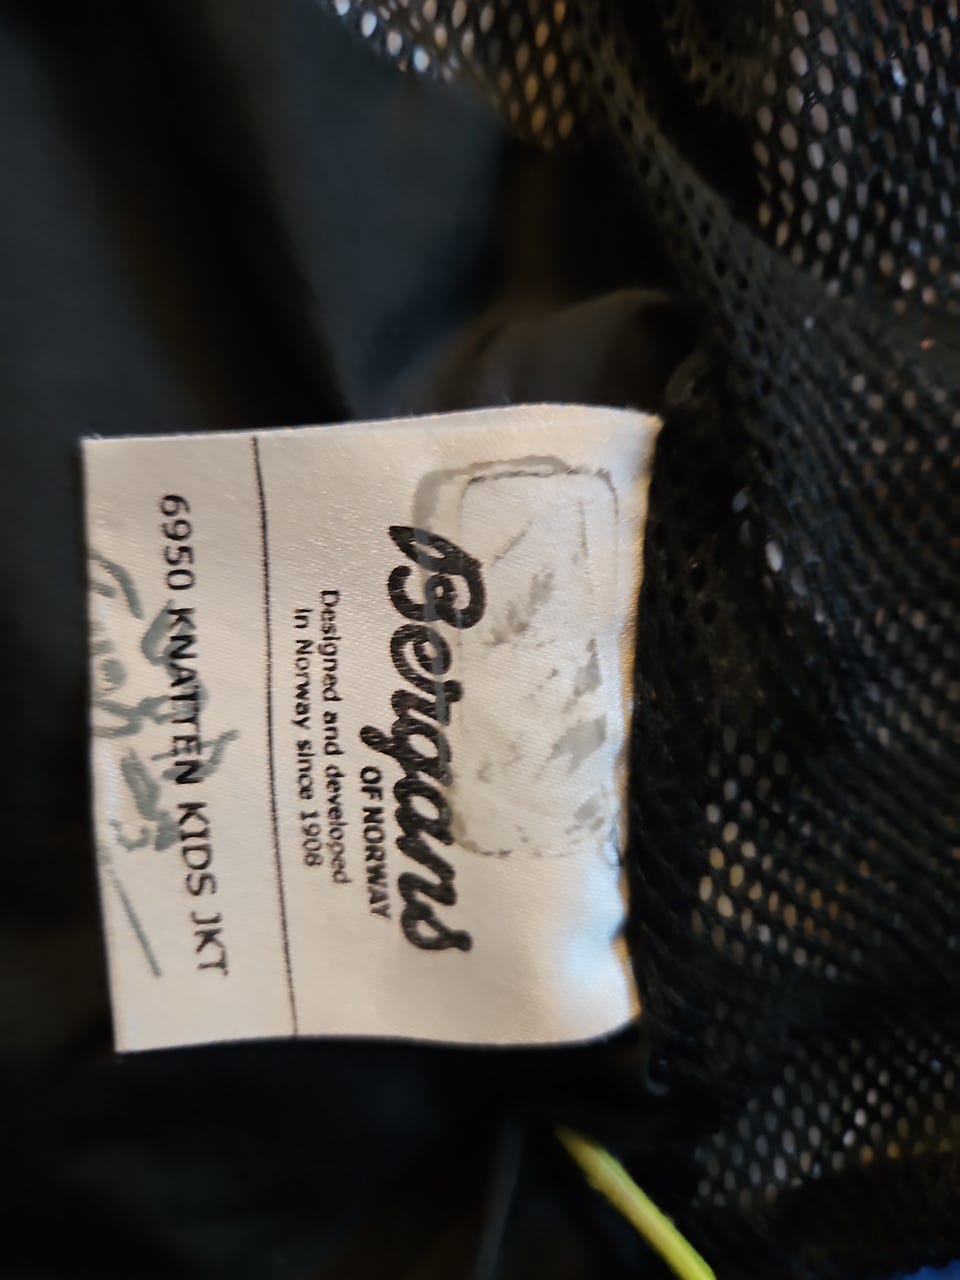 Bergans
OF NORWAY
Designed and developed
in Norway since 1908
6950 KNATTEN KIDS JKT